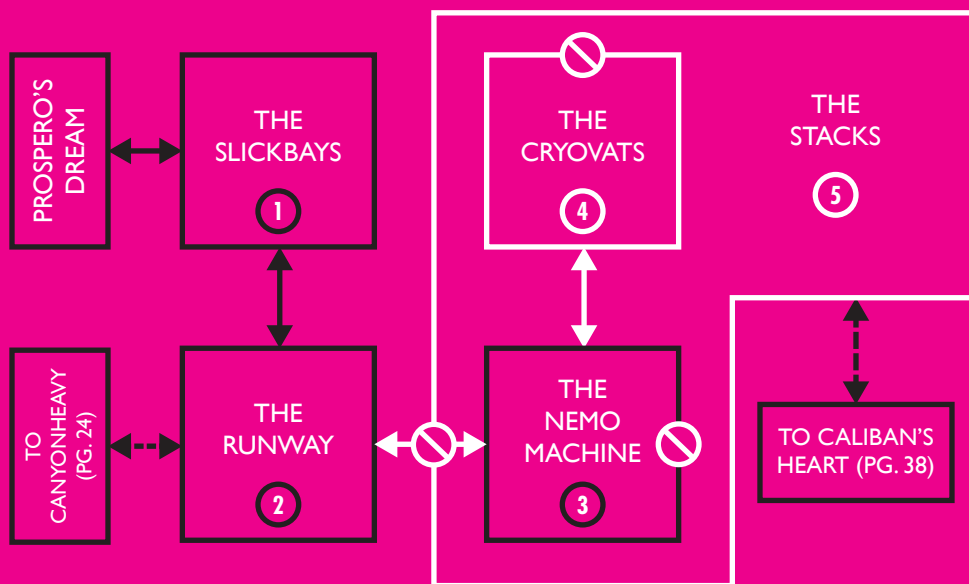 PROSPERO'S
DREAM
THE
SLICKBAYS
1
THE
CRYOVATS
4
THE
STACKS
5
TO
CANYONHEAVY
(PG. 24)
THE
RUNWAY
2
THE
NEMO
MACHINE
3
TO CALIBAN'S
HEART (PG. 38)